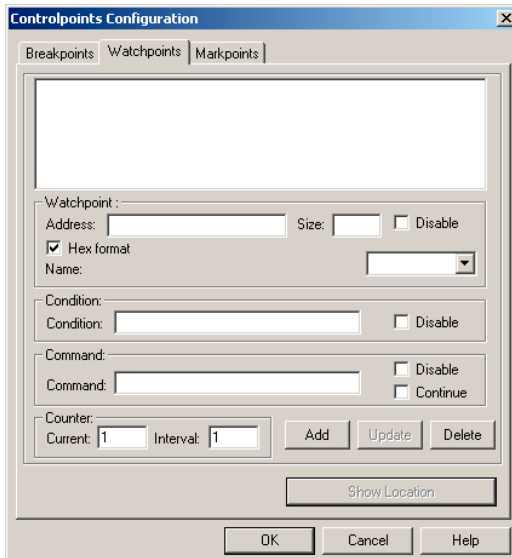 Controlpoints Configuration
Breakpoints Watchpoints Markpoints
Watchpoint :
Address: Size: Disable
Hex format
Name:
Condition:
Condition: Disable
Command:
Disable
Command:
Continue
Counter:
Current: 1 Interval: 1 Add Update Delete
Show Location
OK Cancel Help